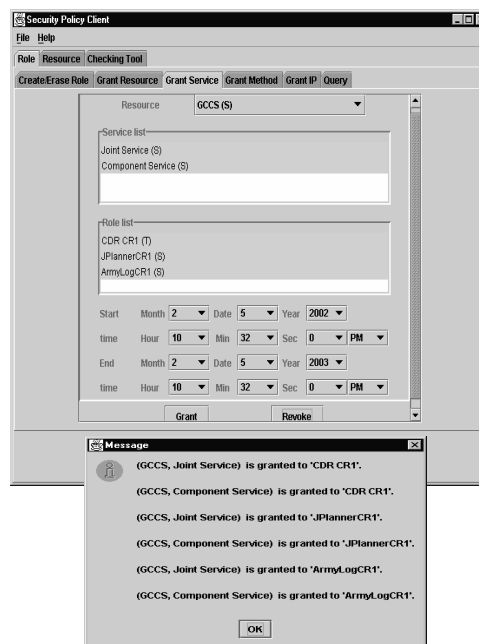 Security Policy Client
File Help
Role Resource Checking Tool
Create/Erase Role Grant Resource Grant Service Grant Method Grant IP Query
Resource GCCS (S)
Service list
Joint Service (S)
Component Service (S)
Role list
CDR CR1 (T)
JPlannerCR1 (S)
ArmyLogCR1 (S)
Start Month 2 Date 5 Year 2002
time Hour 10 Min 32 Sec 0 PM
End Month 2 Date 5 Year 2003
time Hour 10 Min 32 Sec 0 PM
Grant Revoke
Message
(GCCS, Joint Service) is granted to 'CDR CR1'.
(GCCS, Component Service) is granted to 'CDR CR1'.
(GCCS, Joint Service) is granted to 'JPlannerCR1'.
(GCCS, Component Service) is granted to 'JPlannerCR1'.
(GCCS, Joint Service) is granted to 'ArmyLogCR1'.
(GCCS, Component Service) is granted to 'ArmyLogCR1'.
OK